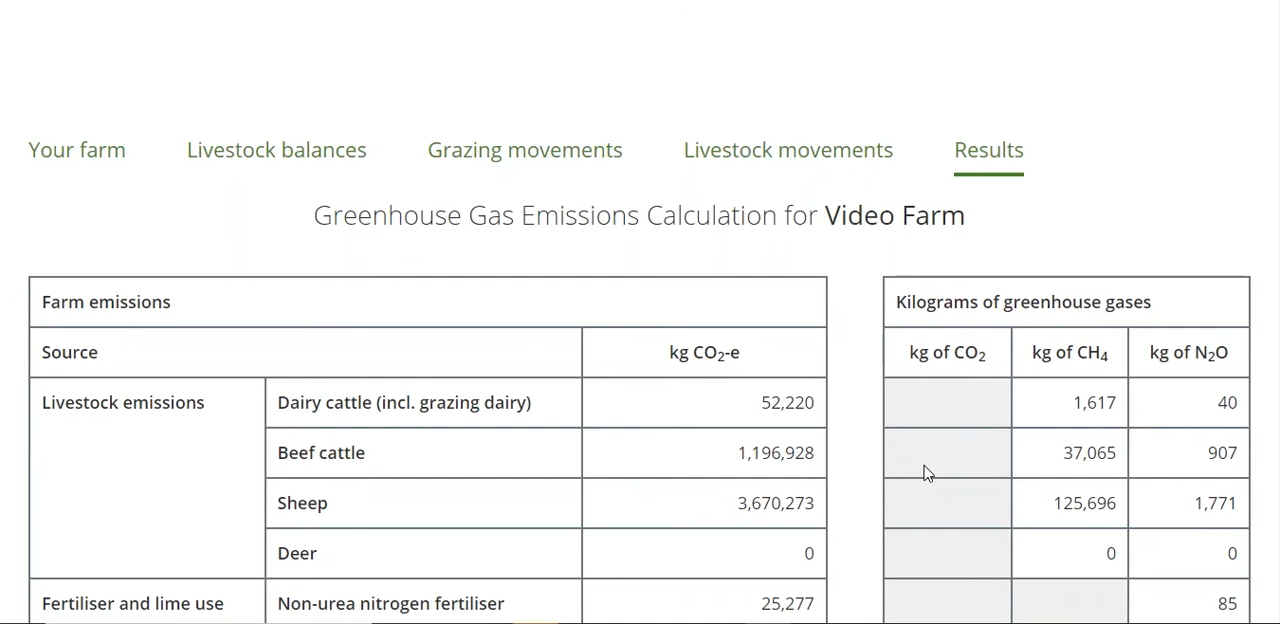 Your farm Livestock balances Grazing movements Livestock movements Results
Greenhouse Gas Emissions Calculation for Video Farm
Farm emissions Kilograms of greenhouse gases
Source kg CO₂-e kg of CO₂ kg of CH₄ kg of N₂O
Livestock emissions Dairy cattle (incl. grazing dairy) 52,220 1,617 40
Beef cattle 1,196,928 37,065 907
Sheep 3,670,273 125,696 1,771
Deer 0 0 0
Fertiliser and lime use Non-urea nitrogen fertiliser 25,277 85